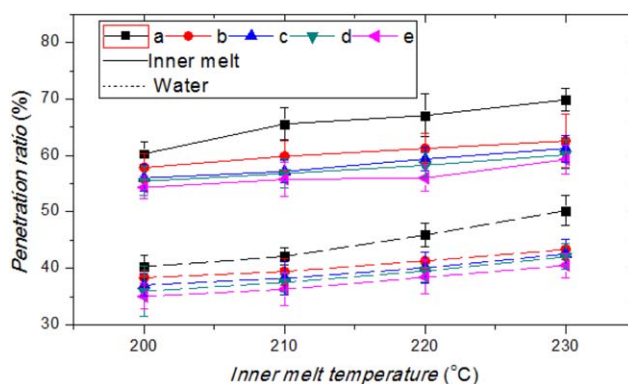 a b c d e
Inner melt
Water
Penetration ratio (%)
80
70
60
50
40
30
200 210 220 230
Inner melt temperature (°C)